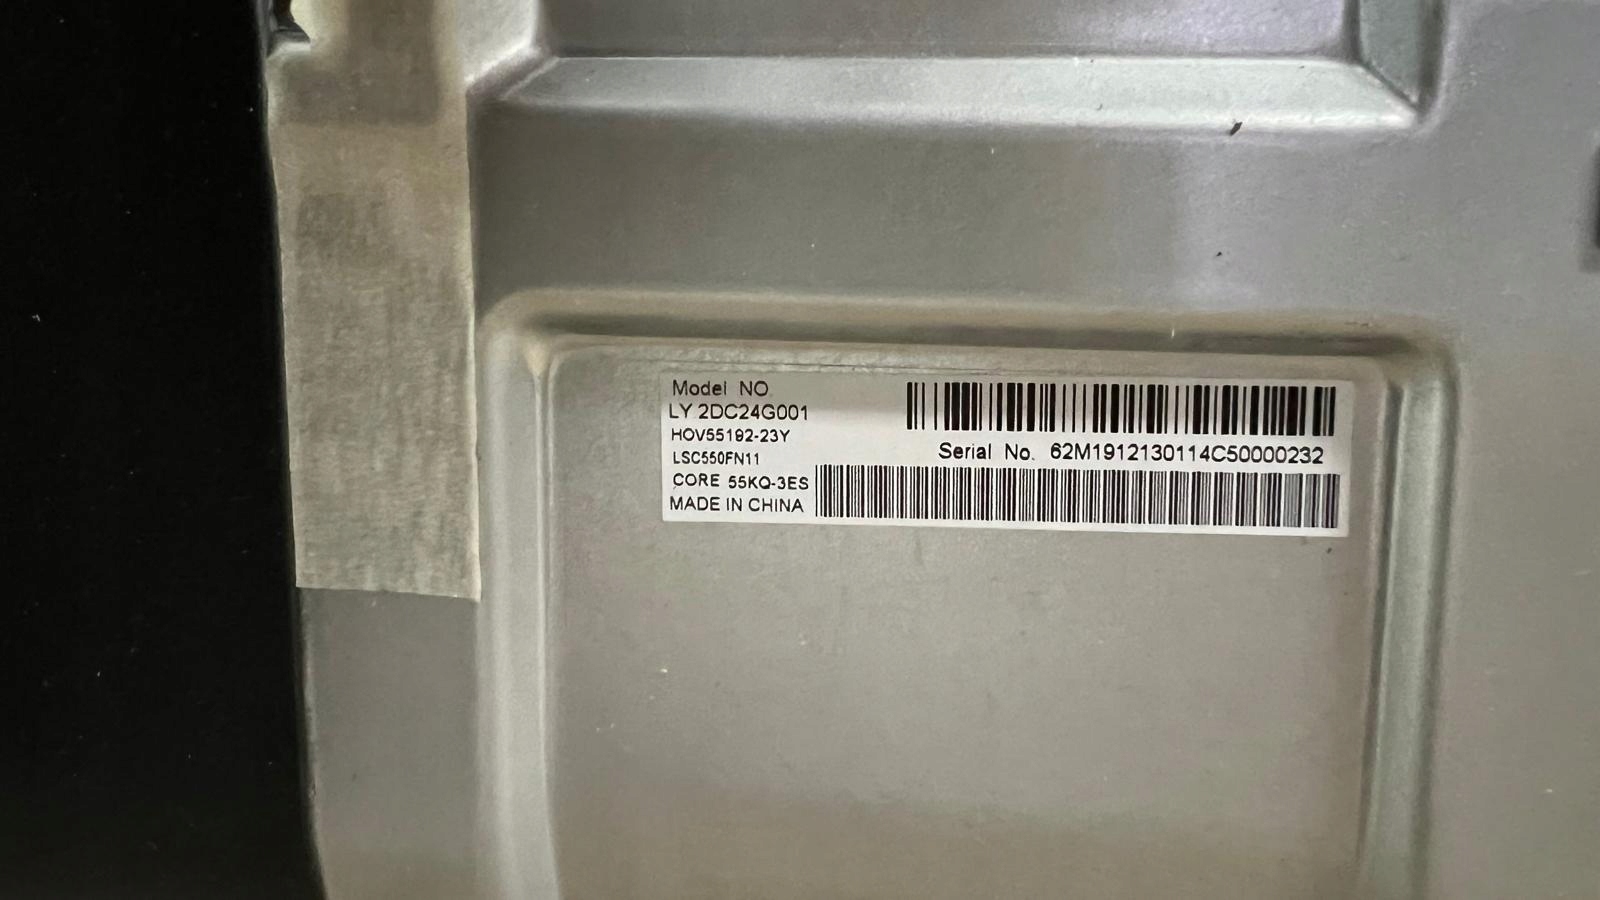 Model NO.
LY 2DC24G001
HOV55192-23Y
LSC550FN11
CORE 55KQ-3ES
MADE IN CHINA
Serial No. 62M1912130114C50000232